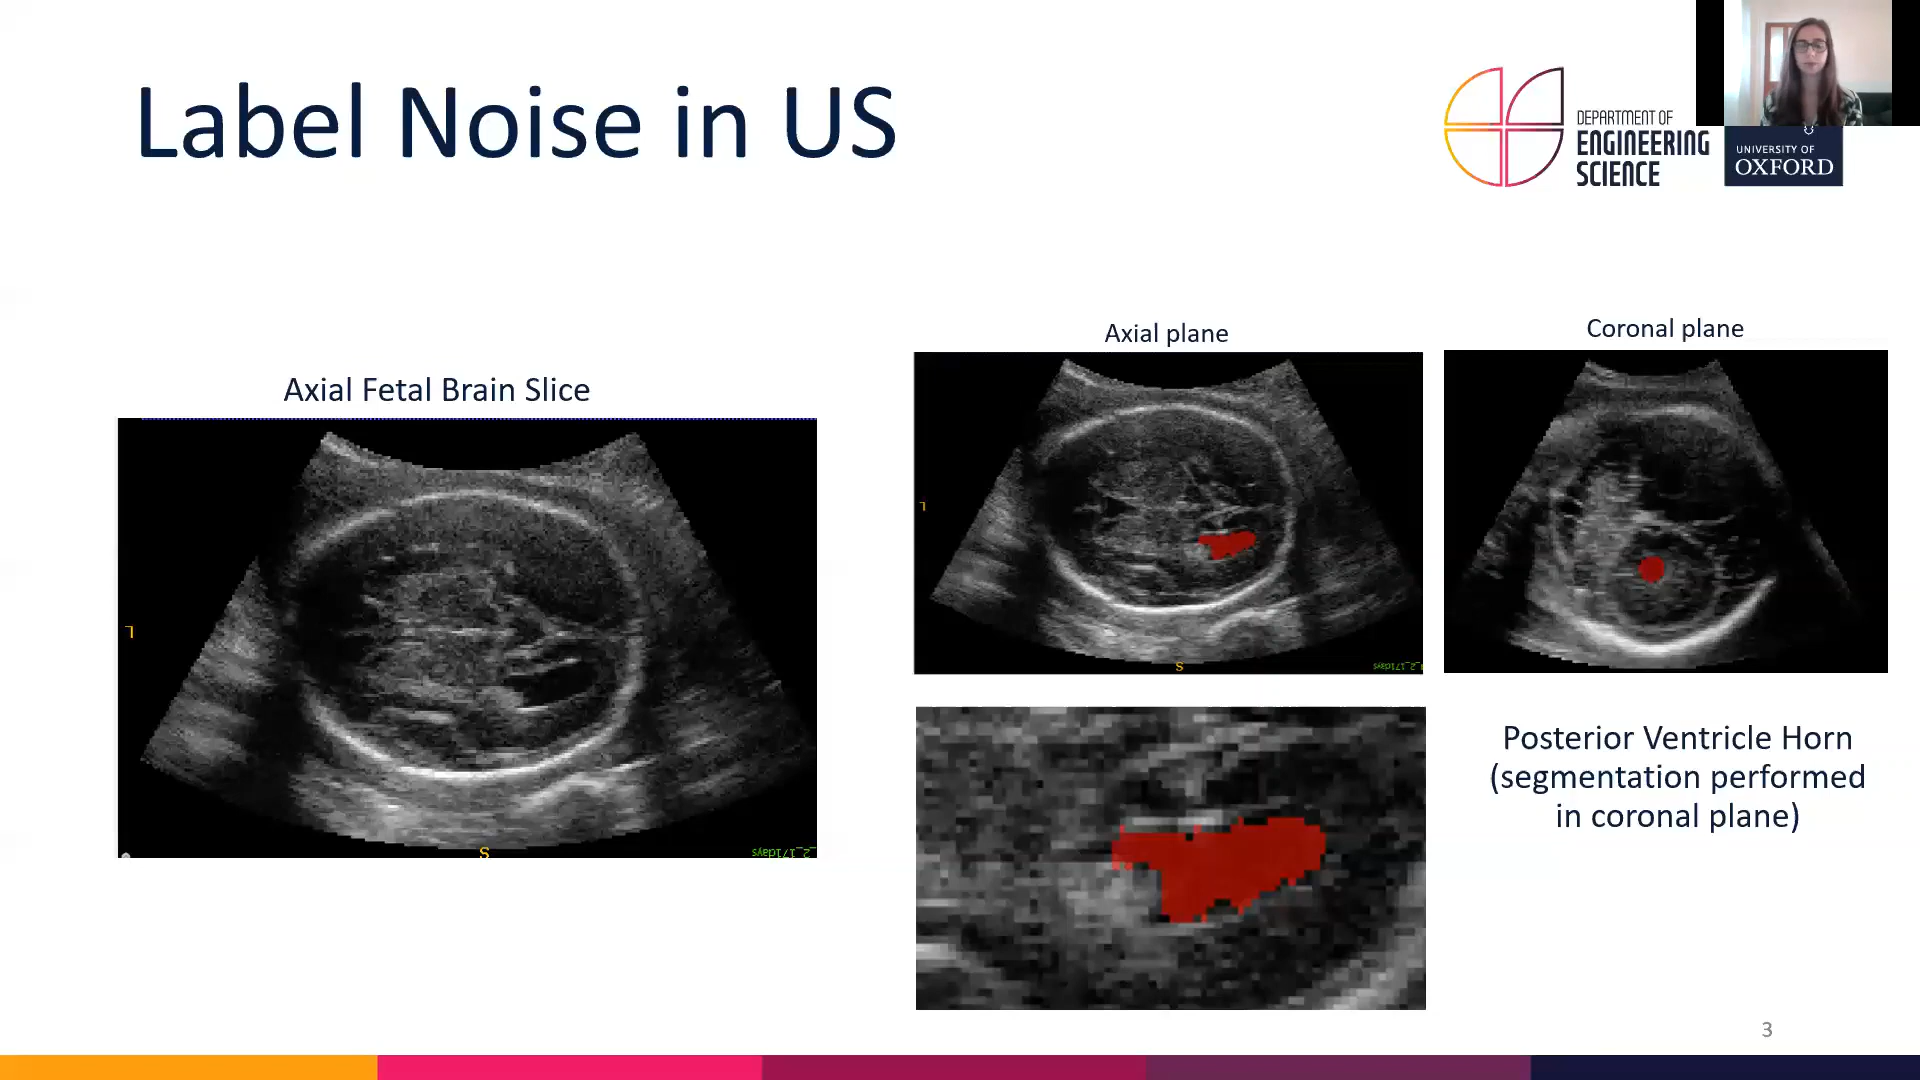 Label Noise in US
DEPARTMENT OF
ENGINEERING
SCIENCE
UNIVERSITY OF
OXFORD
Axial Fetal Brain Slice
L
S
Axial plane
L
S
Coronal plane
Posterior Ventricle Horn
(segmentation performed
in coronal plane)
3